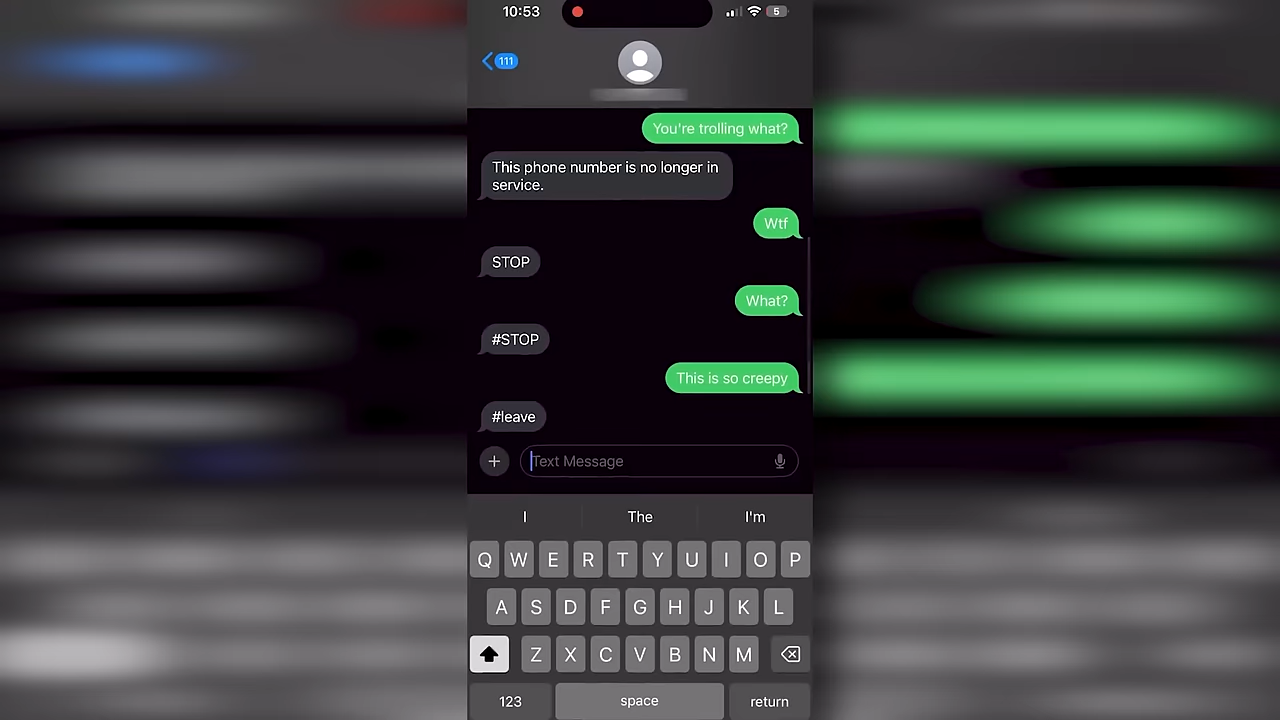 10:53
5
111
You're trolling what?
This phone number is no longer in
service.
Wtf
STOP
What?
#STOP
This is so creepy
#leave
Text Message
I The I'm
Q W E R T Y U I O P
A S D F G H J K L
Z X C V B N M
123 space return